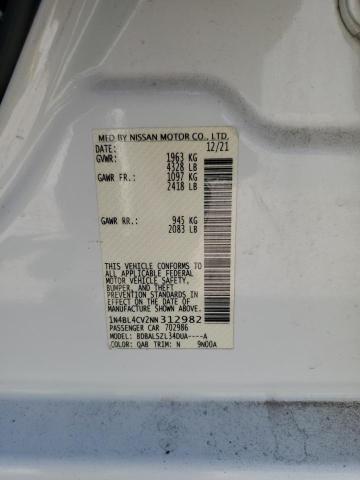 MFD BY NISSAN MOTOR CO., LTD.
DATE: 12/21
GVWR: 1963 KG
4328 LB
GAWR FR.: 1097 KG
2418 LB
GAWR RR.: 945 KG
2083 LB
THIS VEHICLE CONFORMS TO
ALL APPLICABLE FEDERAL
MOTOR VEHICLE SAFETY,
BUMPER, AND THEFT
PREVENTION STANDARDS
IN EFFECT ON THE DATE OF
MANUFACTURE SHOWN ABOVE.
1N4BL4CV2NN312982
PASSENGER CAR 702986
MODEL: BDBALSZL34DUA----A
COLOR: QAB TRIM: N 9N00A